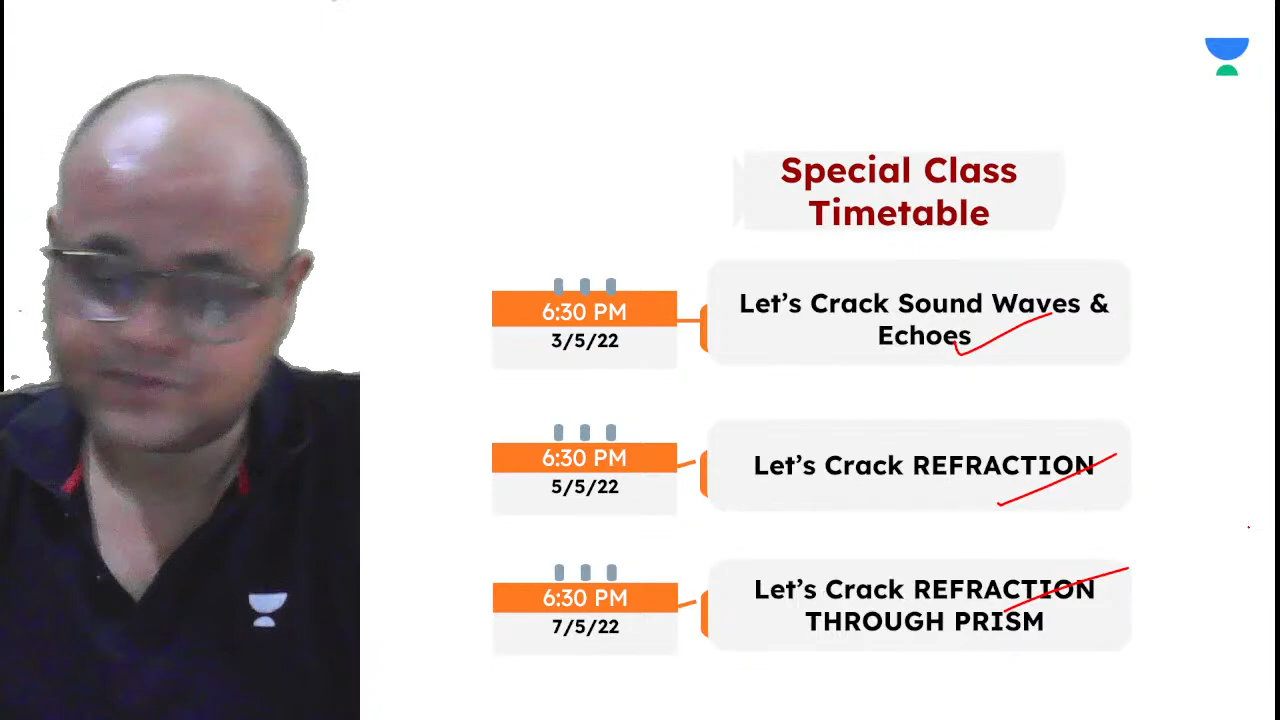 Special Class
Timetable
6:30 PM
3/5/22
Let's Crack Sound Waves &
Echoes
6:30 PM
5/5/22
Let's Crack REFRACTION
6:30 PM
7/5/22
Let's Crack REFRACTION
THROUGH PRISM